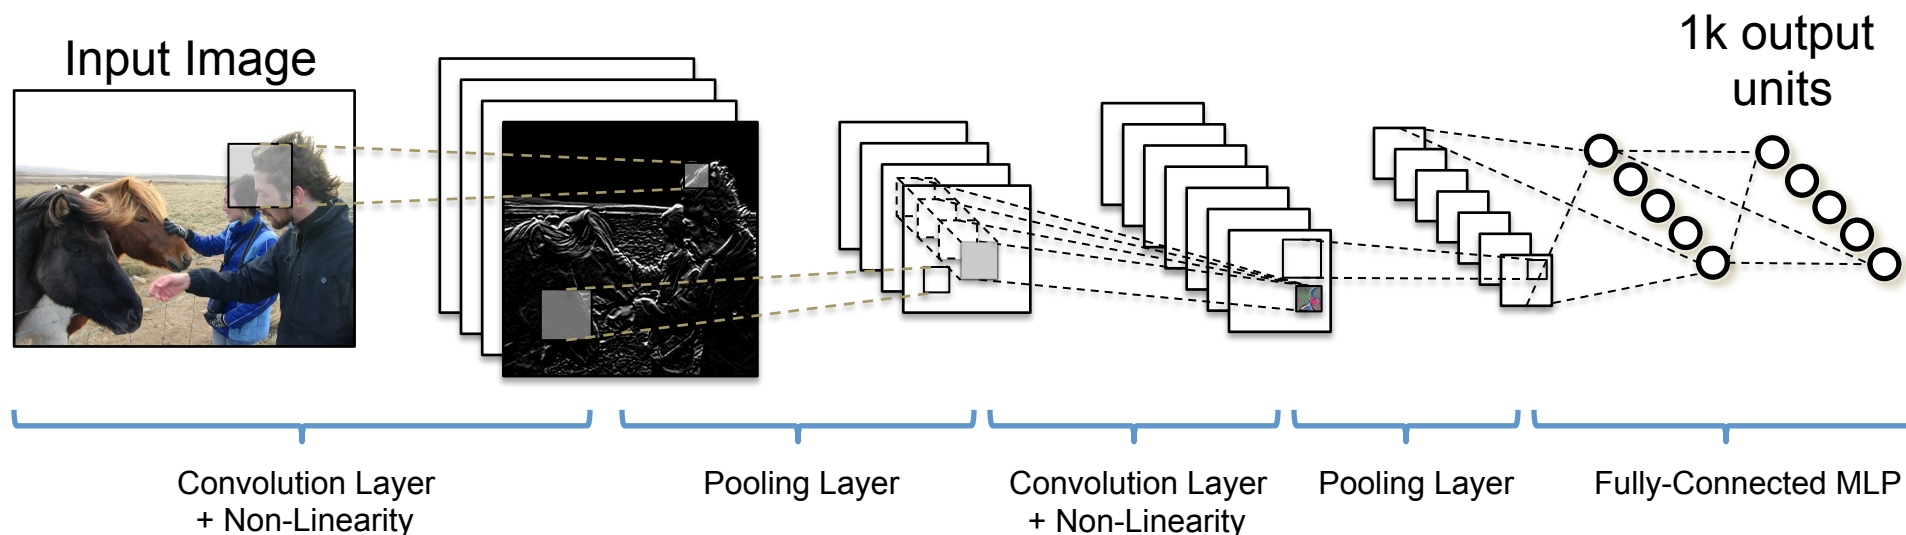 Input Image
1k output
units
Convolution Layer
+ Non-Linearity
Pooling Layer
Convolution Layer
+ Non-Linearity
Pooling Layer
Fully-Connected MLP